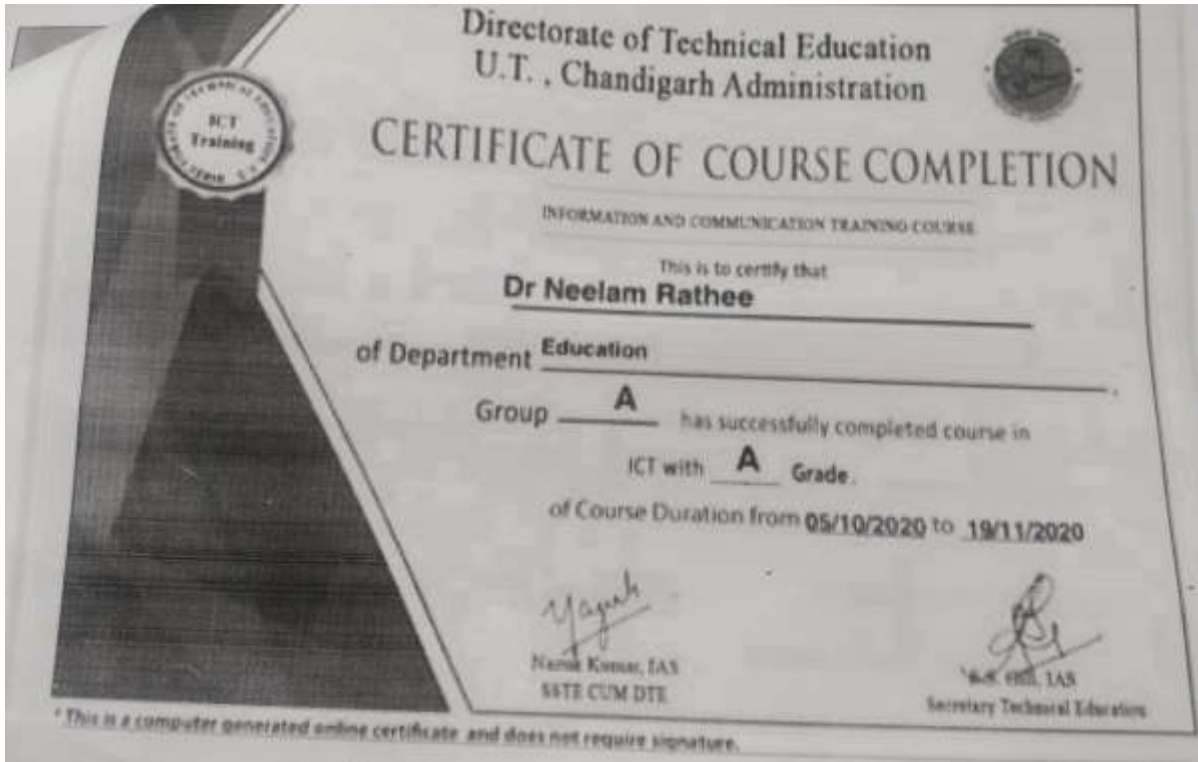 Directorate of Technical Education
U.T. , Chandigarh Administration
ICT
Training
CERTIFICATE OF COURSE COMPLETION
INFORMATION AND COMMUNICATION TRAINING COURSE
This is to certify that
Dr Neelam Rathee
of Department Education
Group A has successfully completed course in
ICT with A Grade.
of Course Duration from 05/10/2020 to 19/11/2020
Kumar, IAS
SSTE CUM DTE
IAS
Secretary Technical Education
* This is a computer generated online certificate and does not require signature.